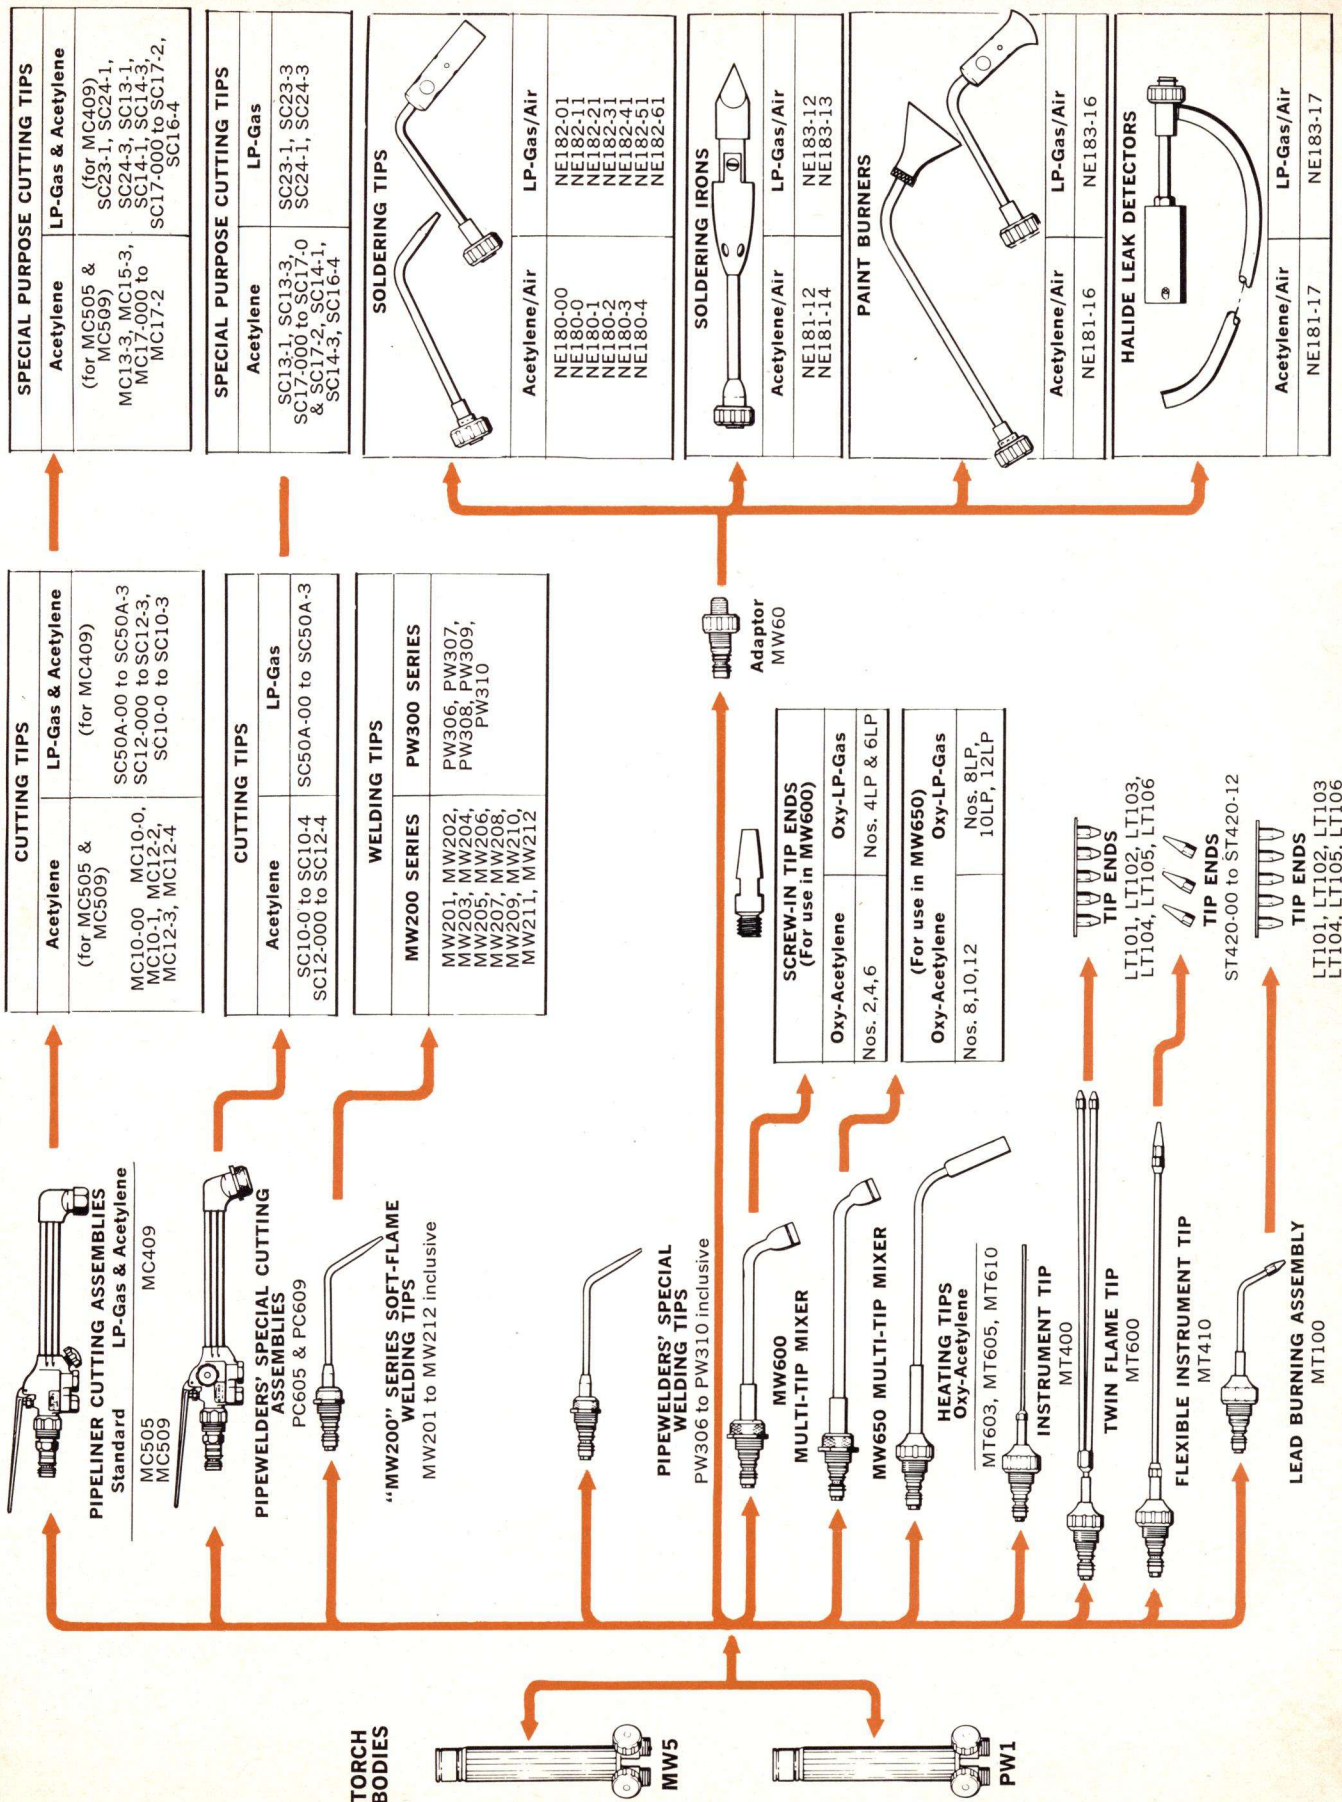 TORCH
BODIES
MW5
PW1
PIPELINER CUTTING ASSEMBLIES
Standard LP-Gas & Acetylene
MC505 MC409
MC509
PIPEWELDERS' SPECIAL CUTTING
ASSEMBLIES
PC605 & PC609
"MW200" SERIES SOFT-FLAME
WELDING TIPS
MW201 to MW212 inclusive
PIPEWELDERS' SPECIAL
WELDING TIPS
PW306 to PW310 inclusive
MW600
MULTI-TIP MIXER
MW650 MULTI-TIP MIXER
HEATING TIPS
Oxy-Acetylene
MT603, MT605, MT610
INSTRUMENT TIP
MT400
TWIN FLAME TIP
MT600
FLEXIBLE INSTRUMENT TIP
MT410
LEAD BURNING ASSEMBLY
MT100
CUTTING TIPS
Acetylene LP-Gas & Acetylene
(for MC505 & (for MC409)
MC509)
MC10-00 MC10-0, SC50A-00 to SC50A-3
MC10-1, MC12-2, SC12-000 to SC12-3,
MC12-3, MC12-4 SC10-0 to SC10-3
CUTTING TIPS
Acetylene LP-Gas
SC10-0 to SC10-4 SC50A-00 to SC50A-3
SC12-000 to SC12-4
WELDING TIPS
MW200 SERIES PW300 SERIES
MW201, MW202, PW306, PW307,
MW203, MW204, PW308, PW309,
MW205, MW206, PW310
MW207, MW208,
MW209, MW210,
MW211, MW212
Adaptor
MW60
SCREW-IN TIP ENDS
(For use in MW600)
Oxy-Acetylene Oxy-LP-Gas
Nos. 2,4,6 Nos. 4LP & 6LP
(For use in MW650)
Oxy-Acetylene Oxy-LP-Gas
Nos. 8,10,12 Nos. 8LP,
10LP, 12LP
TIP ENDS
LT101, LT102, LT103,
LT104, LT105, LT106
TIP ENDS
ST420-00 to ST420-12
TIP ENDS
LT101, LT102, LT103
LT104, LT105, LT106
SPECIAL PURPOSE CUTTING TIPS
Acetylene LP-Gas & Acetylene
(for MC505 & (for MC409)
MC509) SC23-1, SC24-1,
MC13-3, MC15-3, SC24-3, SC13-1,
MC17-000 to SC14-1, SC14-3,
MC17-2 SC17-000 to SC17-2,
SC16-4
SPECIAL PURPOSE CUTTING TIPS
Acetylene LP-Gas
SC13-1, SC13-3, SC23-1, SC23-3
SC17-000 to SC17-0 SC24-1, SC24-3
& SC17-2, SC14-1,
SC14-3, SC16-4
SOLDERING TIPS
Acetylene/Air LP-Gas/Air
NE180-00 NE182-01
NE180-0 NE182-11
NE180-1 NE182-21
NE180-2 NE182-31
NE180-3 NE182-41
NE180-4 NE182-51
NE182-61
SOLDERING IRONS
Acetylene/Air LP-Gas/Air
NE181-12 NE183-12
NE181-14 NE183-13
PAINT BURNERS
Acetylene/Air LP-Gas/Air
NE181-16 NE183-16
HALIDE LEAK DETECTORS
Acetylene/Air LP-Gas/Air
NE181-17 NE183-17